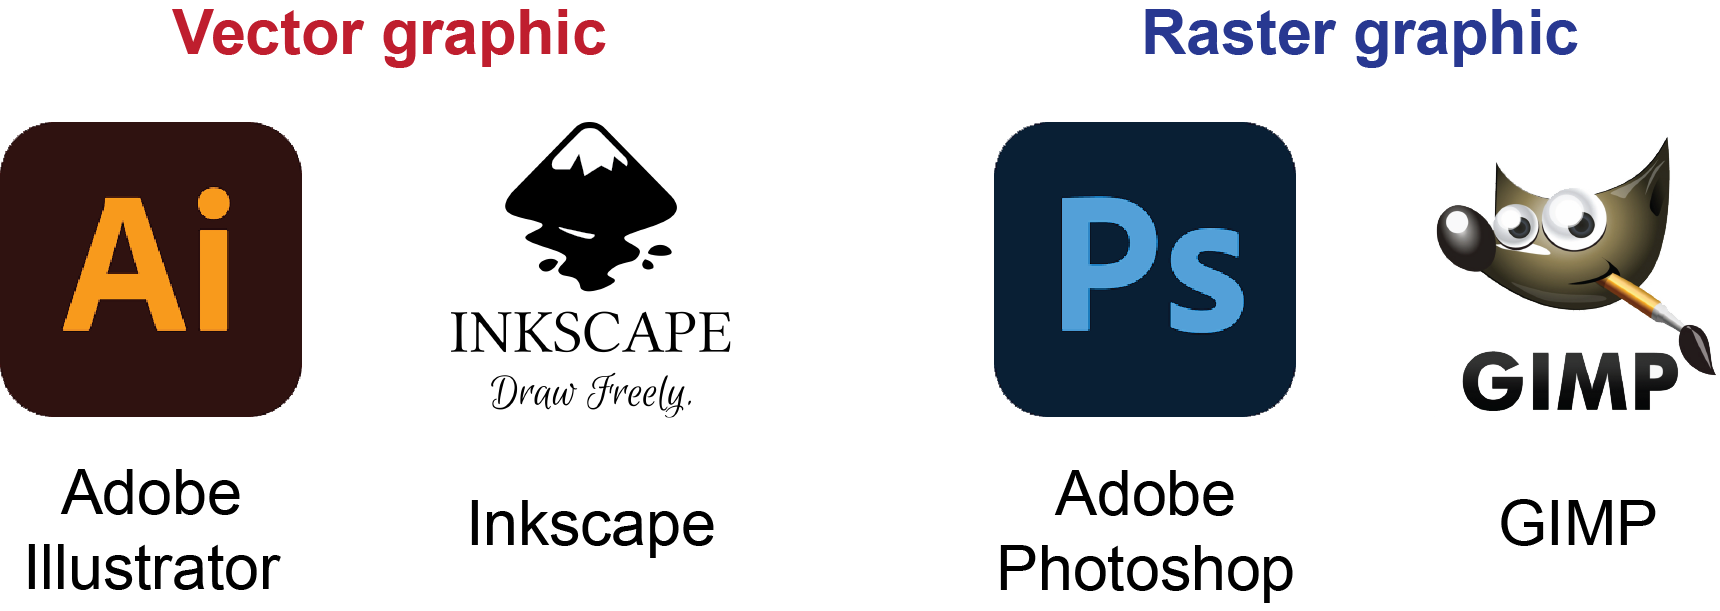 Vector graphic
Raster graphic
Ai
INKSCAPE
Draw Freely.
Ps
GIMP
Adobe
Illustrator
Inkscape
Adobe
Photoshop
GIMP